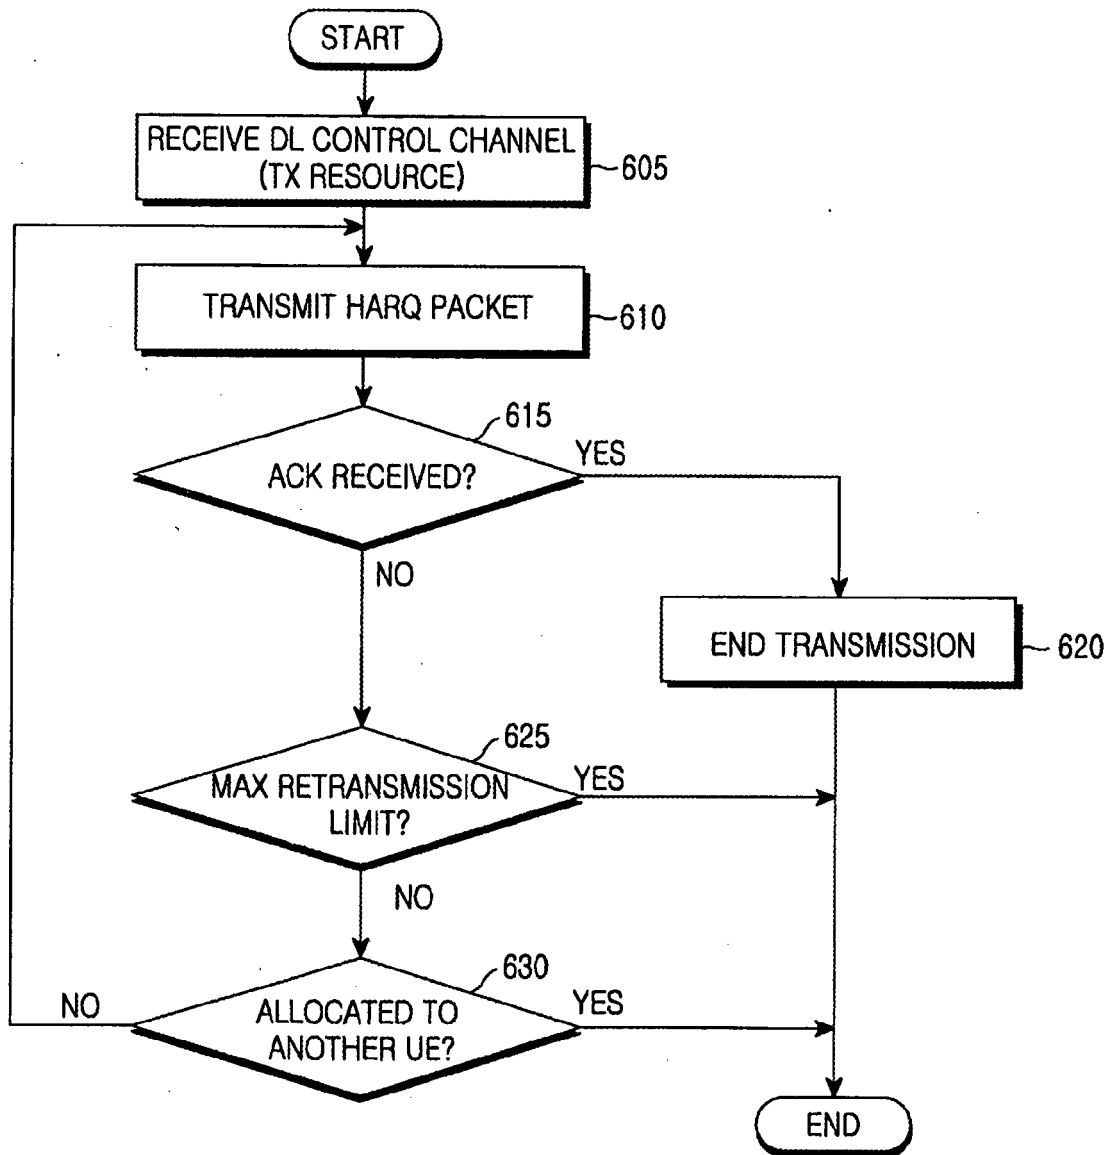 START
RECEIVE DL CONTROL CHANNEL
(TX RESOURCE)
605
TRANSMIT HARQ PACKET
610
615
ACK RECEIVED?
YES
NO
END TRANSMISSION
620
625
MAX RETRANSMISSION
LIMIT?
YES
NO
630
NO
ALLOCATED TO
ANOTHER UE?
YES
END